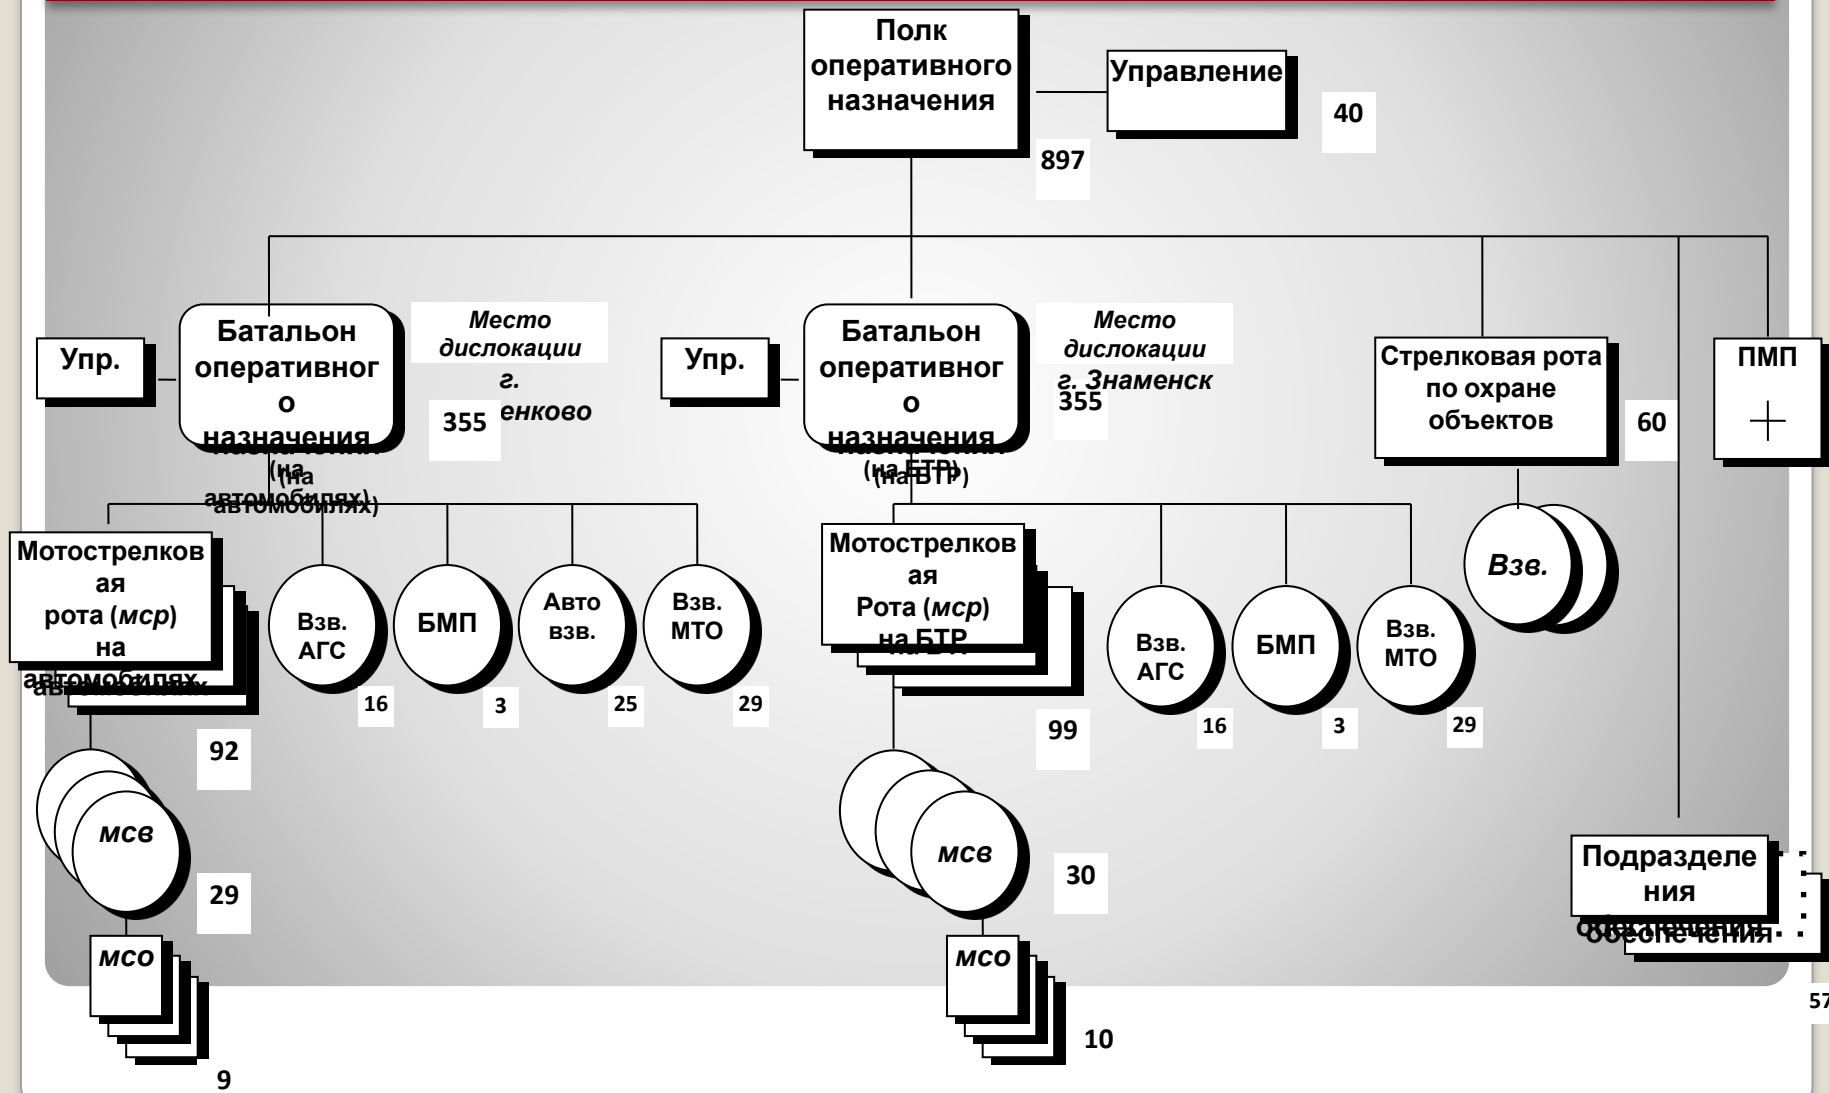 Полк
оперативного
назначения
Управление
40
897
Упр.
Батальон
оперативног
о
назначения
(на
автомобилях)
Место
дислокации
г.
енково
355
Упр.
Батальон
оперативног
о
назначения
(на БТР)
Место
дислокации
г. Знаменск
355
Стрелковая рота
по охране
объектов
60
ПМП
Мотострелков
ая
рота (мср)
на
автомобилях
92
Взв.
АГС
16
БМП
3
Авто
взв.
25
Взв.
МТО
29
Мотострелков
ая
Рота (мср)
на БТР
99
Взв.
АГС
16
БМП
3
Взв.
МТО
29
Взв.
мсв
29
мсв
30
мсо
9
мсо
10
Подразделе
ния
обеспечения
57